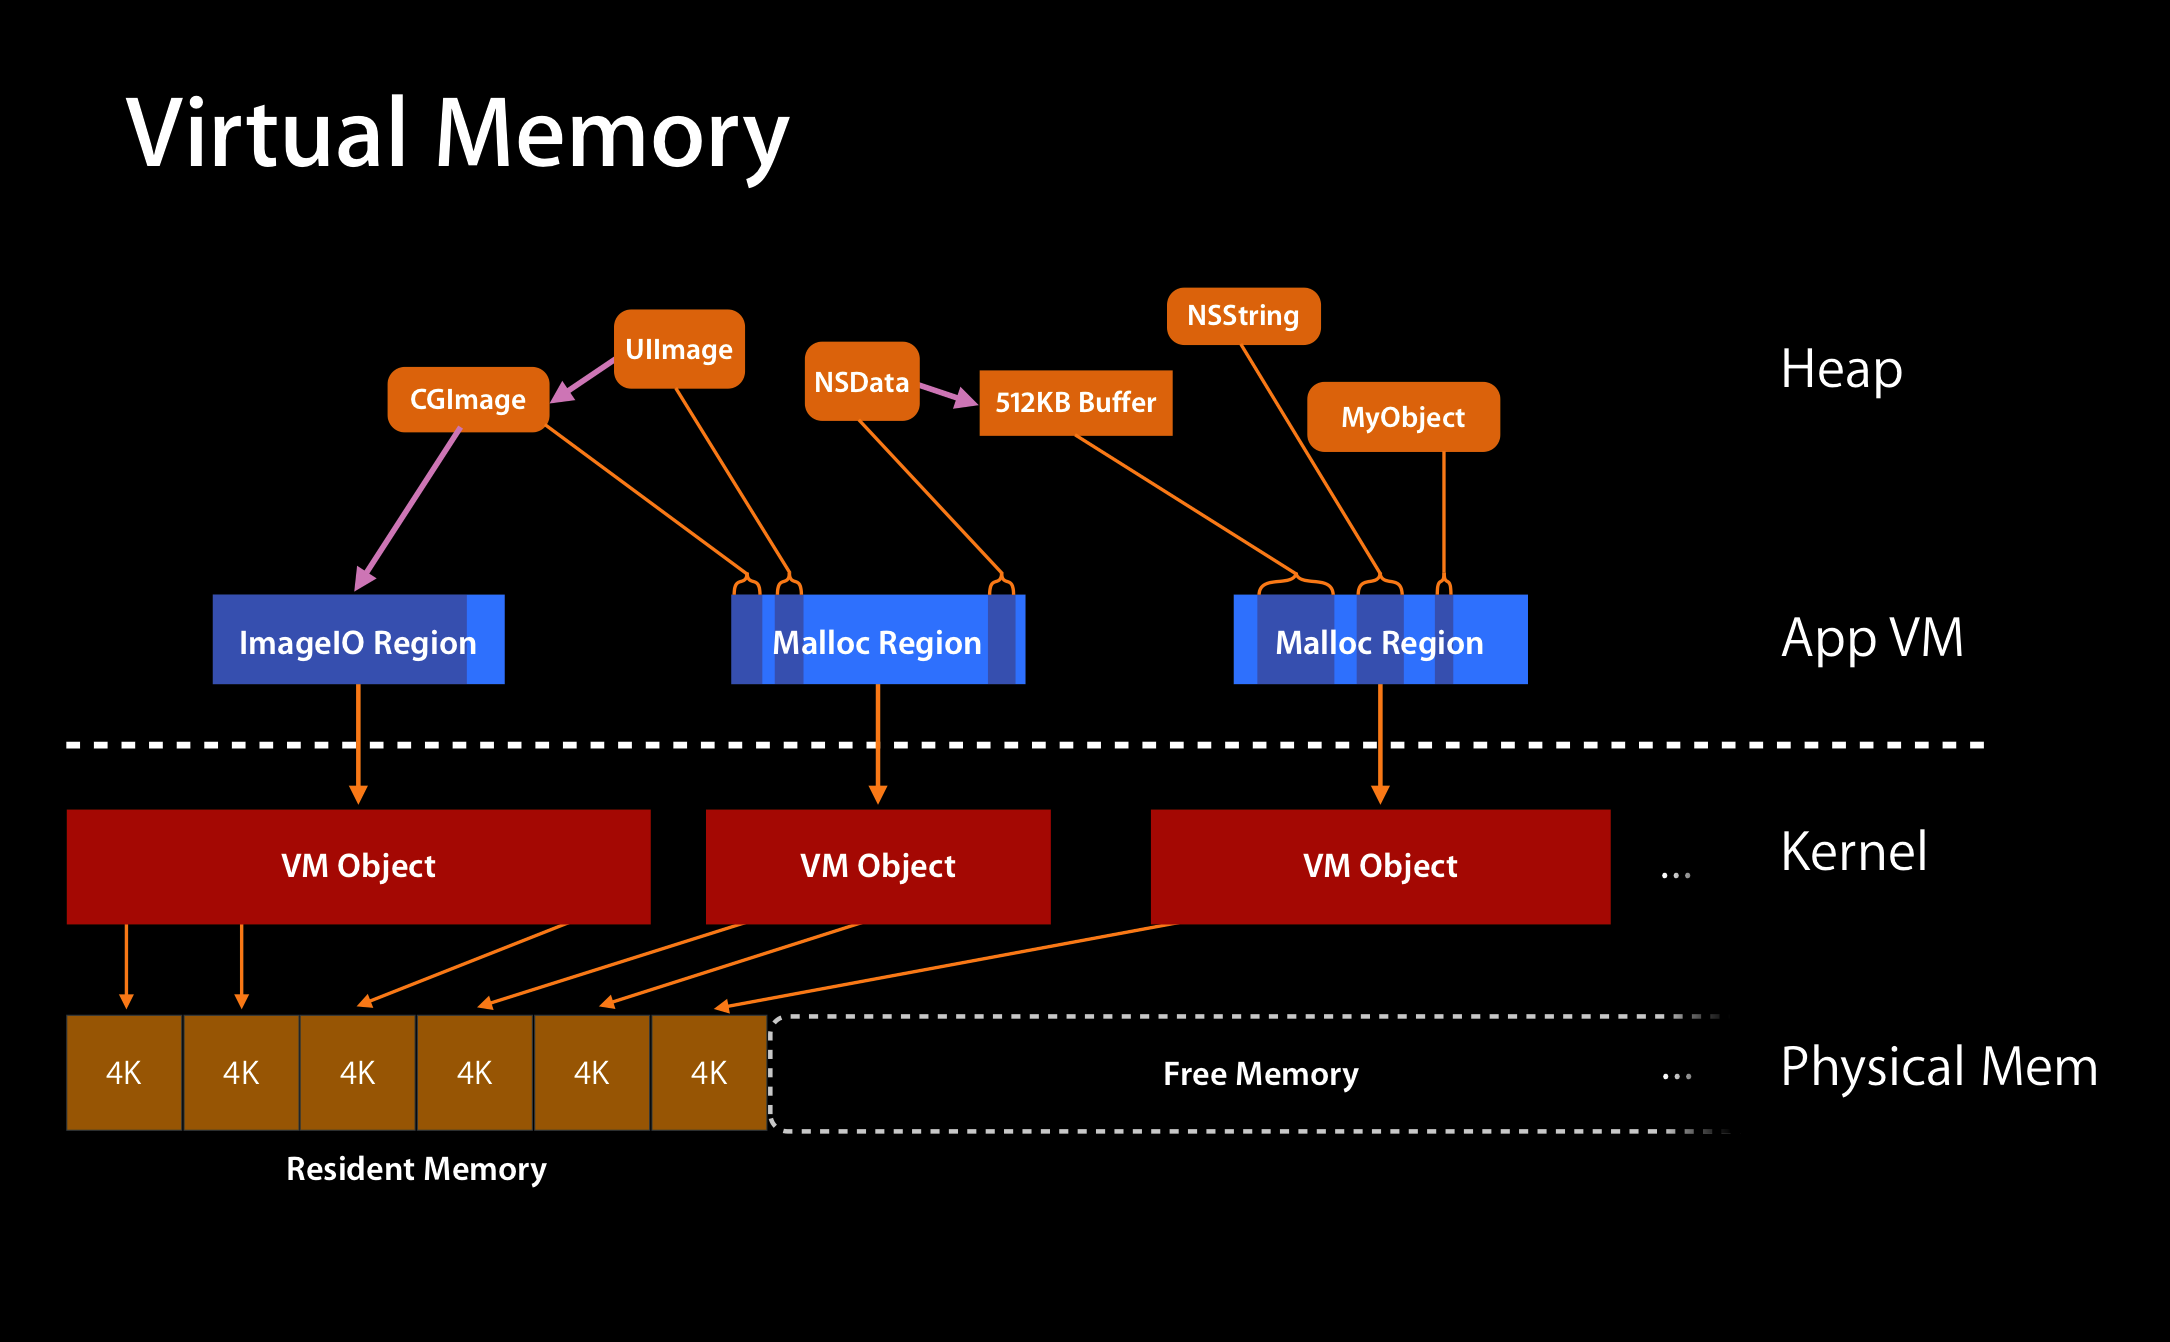 Virtual Memory
NSString
UIImage
Heap
NSData
CGImage
512KB Buffer
MyObject
ImageIO Region
Malloc Region
Malloc Region
App VM
VM Object
VM Object
VM Object
...
Kernel
4K
4K
4K
4K
4K
4K
Free Memory
...
Physical Mem
Resident Memory